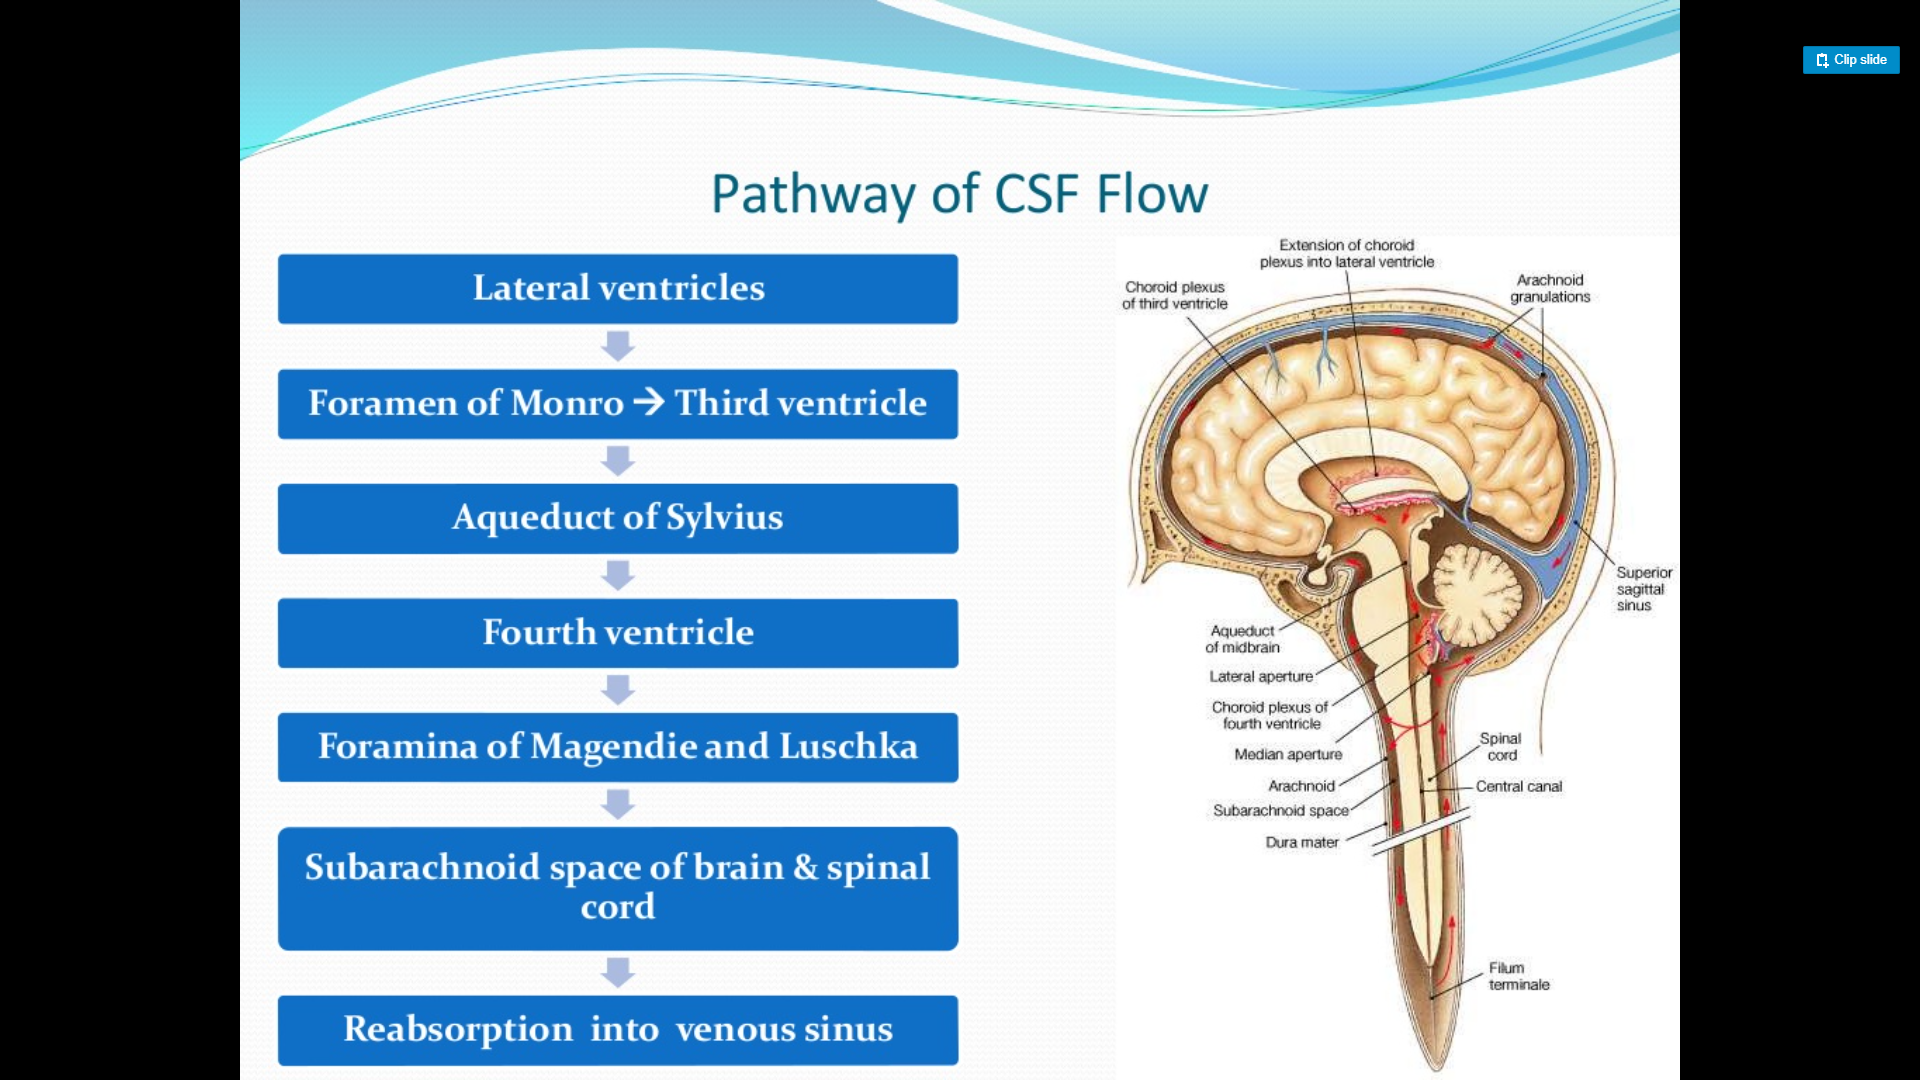 Clip slide
Pathway of CSF Flow
Lateral ventricles
Foramen of Monro → Third ventricle
Aqueduct of Sylvius
Fourth ventricle
Foramina of Magendie and Luschka
Subarachnoid space of brain & spinal
cord
Reabsorption into venous sinus
Extension of choroid
plexus into lateral ventricle
Choroid plexus
of third ventricle
Arachnoid
granulations
Superior
sagittal
sinus
Aqueduct
of midbrain
Lateral aperture
Choroid plexus of
fourth ventricle
Median aperture
Arachnoid
Subarachnoid space
Dura mater
Spinal
cord
Central canal
Filum
terminale